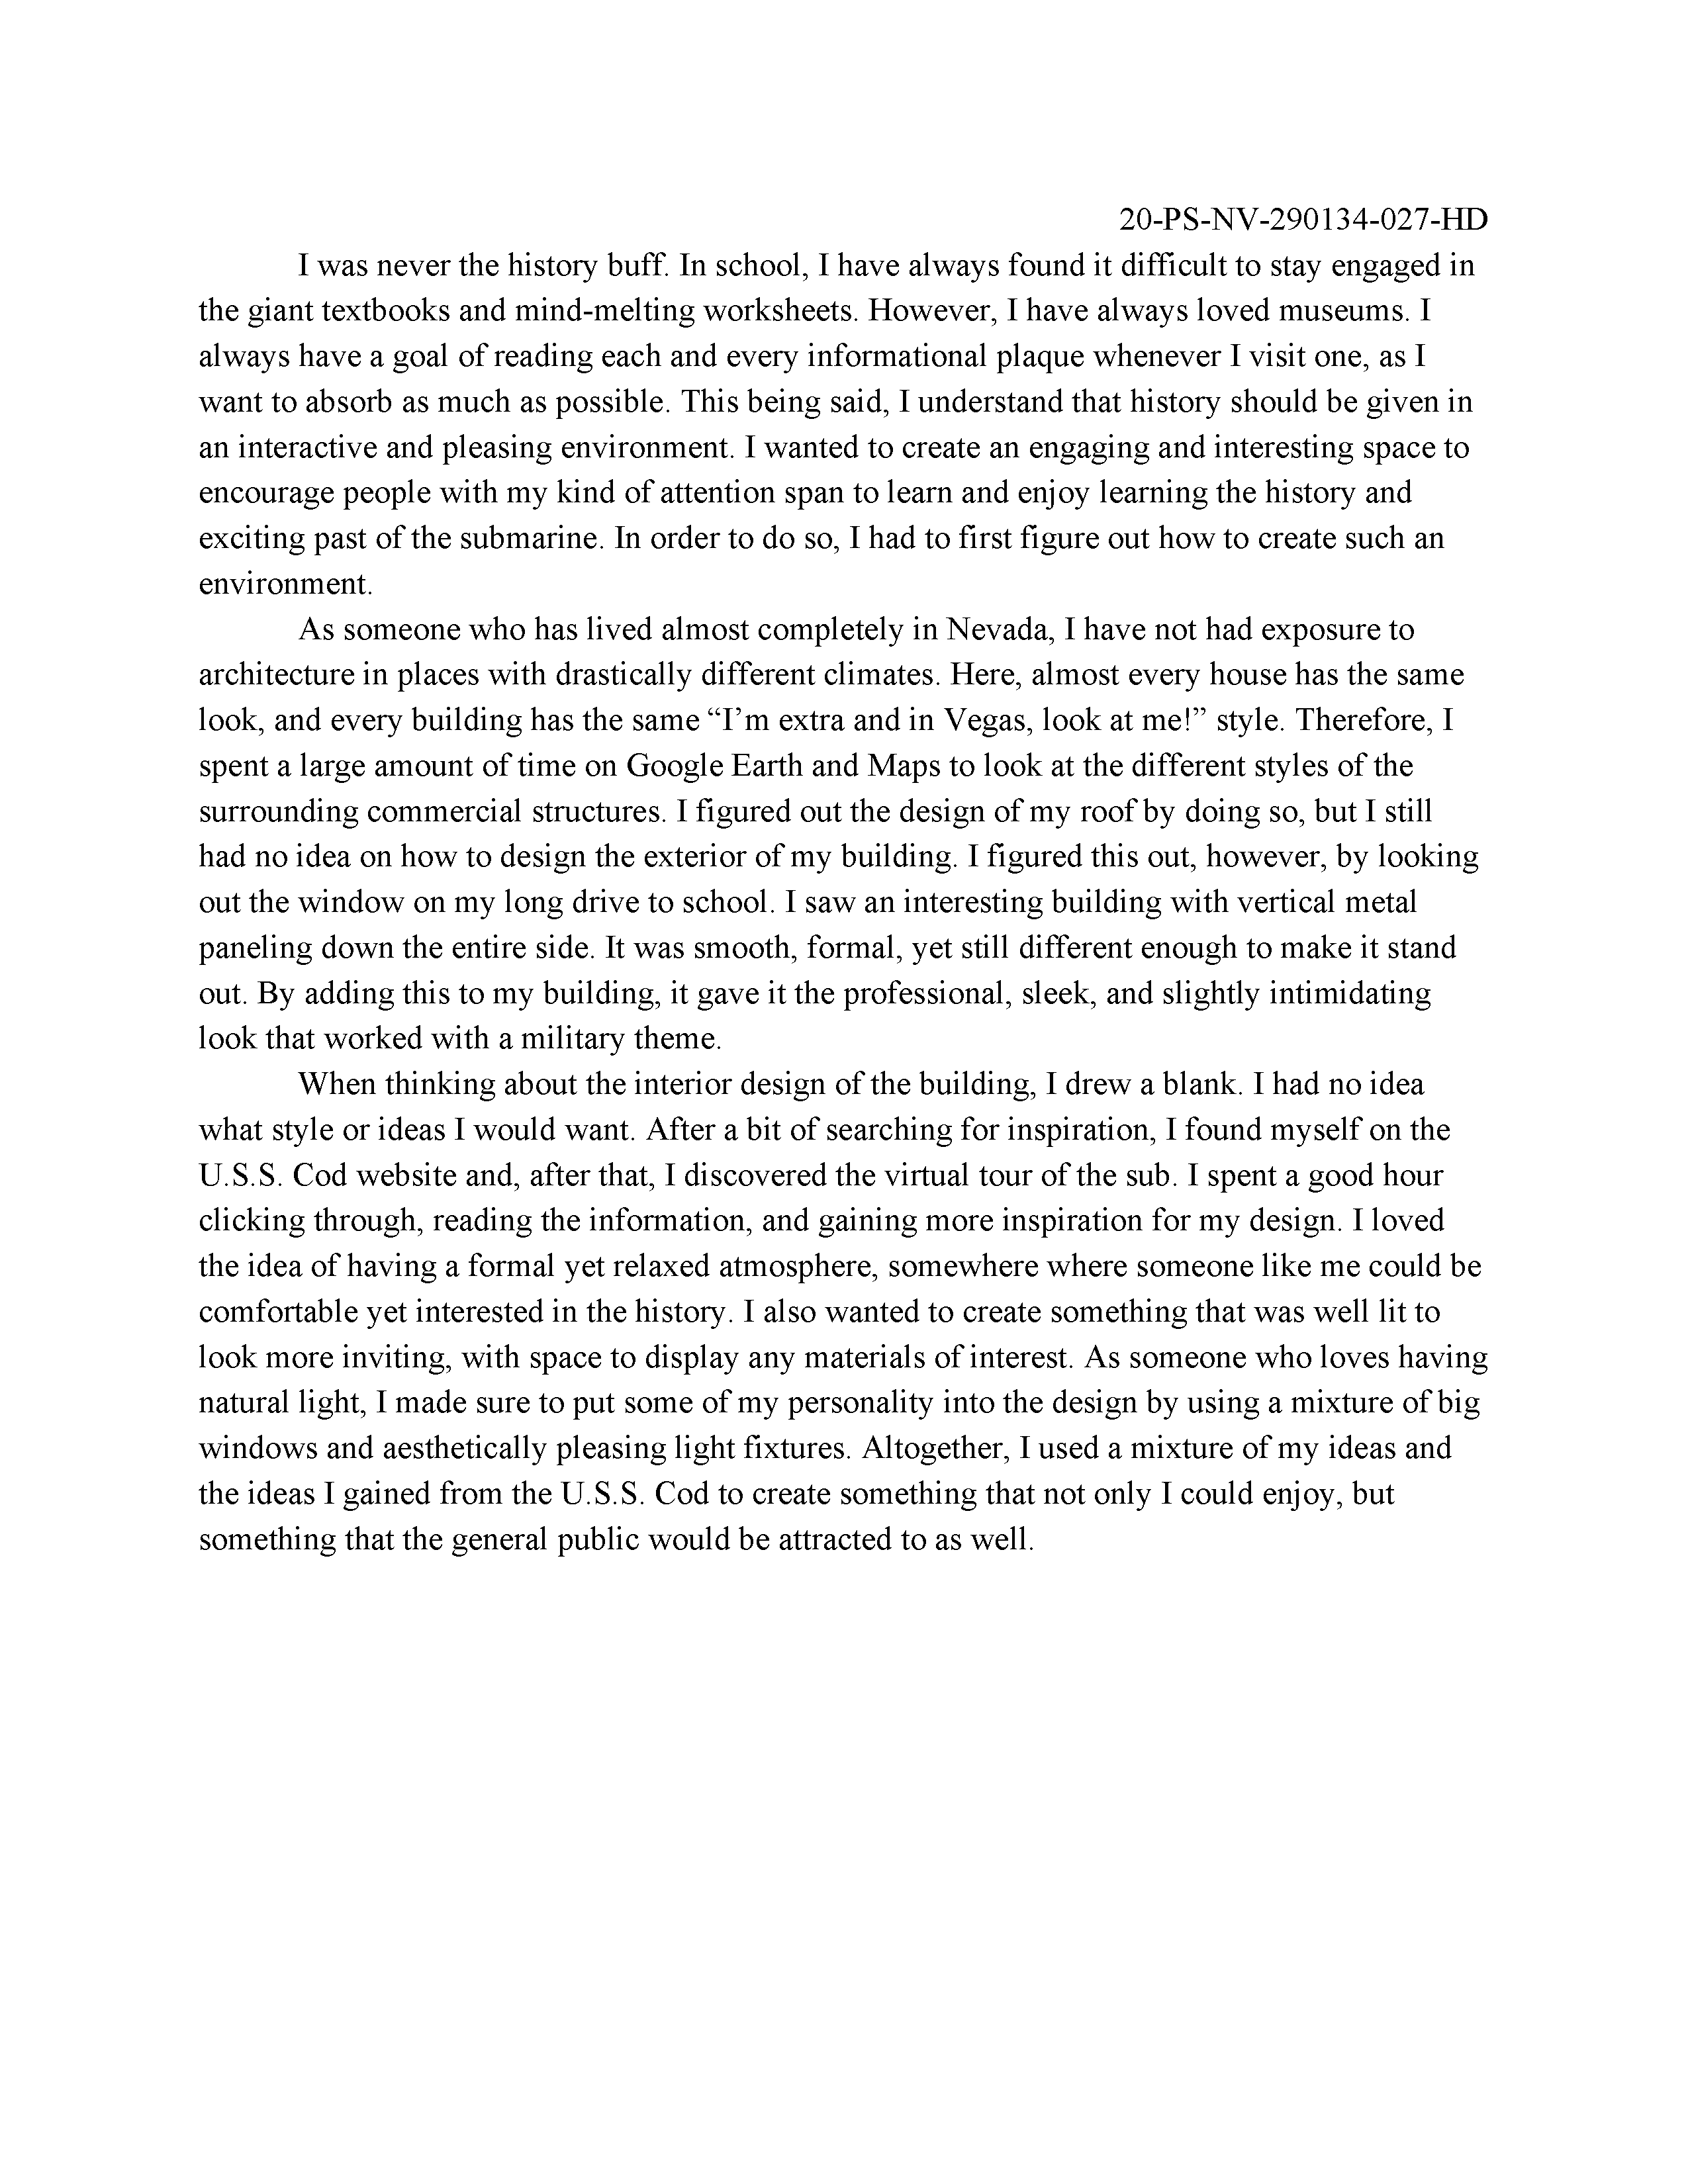 20-PS-NV-290134-027-HD
I was never the history buff. In school, I have always found it difficult to stay engaged in
the giant textbooks and mind-melting worksheets. However, I have always loved museums. I
always have a goal of reading each and every informational plaque whenever I visit one, as I
want to absorb as much as possible. This being said, I understand that history should be given in
an interactive and pleasing environment. I wanted to create an engaging and interesting space to
encourage people with my kind of attention span to learn and enjoy learning the history and
exciting past of the submarine. In order to do so, I had to first figure out how to create such an
environment.
As someone who has lived almost completely in Nevada, I have not had exposure to
architecture in places with drastically different climates. Here, almost every house has the same
look, and every building has the same “I’m extra and in Vegas, look at me!” style. Therefore, I
spent a large amount of time on Google Earth and Maps to look at the different styles of the
surrounding commercial structures. I figured out the design of my roof by doing so, but I still
had no idea on how to design the exterior of my building. I figured this out, however, by looking
out the window on my long drive to school. I saw an interesting building with vertical metal
paneling down the entire side. It was smooth, formal, yet still different enough to make it stand
out. By adding this to my building, it gave it the professional, sleek, and slightly intimidating
look that worked with a military theme.
When thinking about the interior design of the building, I drew a blank. I had no idea
what style or ideas I would want. After a bit of searching for inspiration, I found myself on the
U.S.S. Cod website and, after that, I discovered the virtual tour of the sub. I spent a good hour
clicking through, reading the information, and gaining more inspiration for my design. I loved
the idea of having a formal yet relaxed atmosphere, somewhere where someone like me could be
comfortable yet interested in the history. I also wanted to create something that was well lit to
look more inviting, with space to display any materials of interest. As someone who loves having
natural light, I made sure to put some of my personality into the design by using a mixture of big
windows and aesthetically pleasing light fixtures. Altogether, I used a mixture of my ideas and
the ideas I gained from the U.S.S. Cod to create something that not only I could enjoy, but
something that the general public would be attracted to as well.